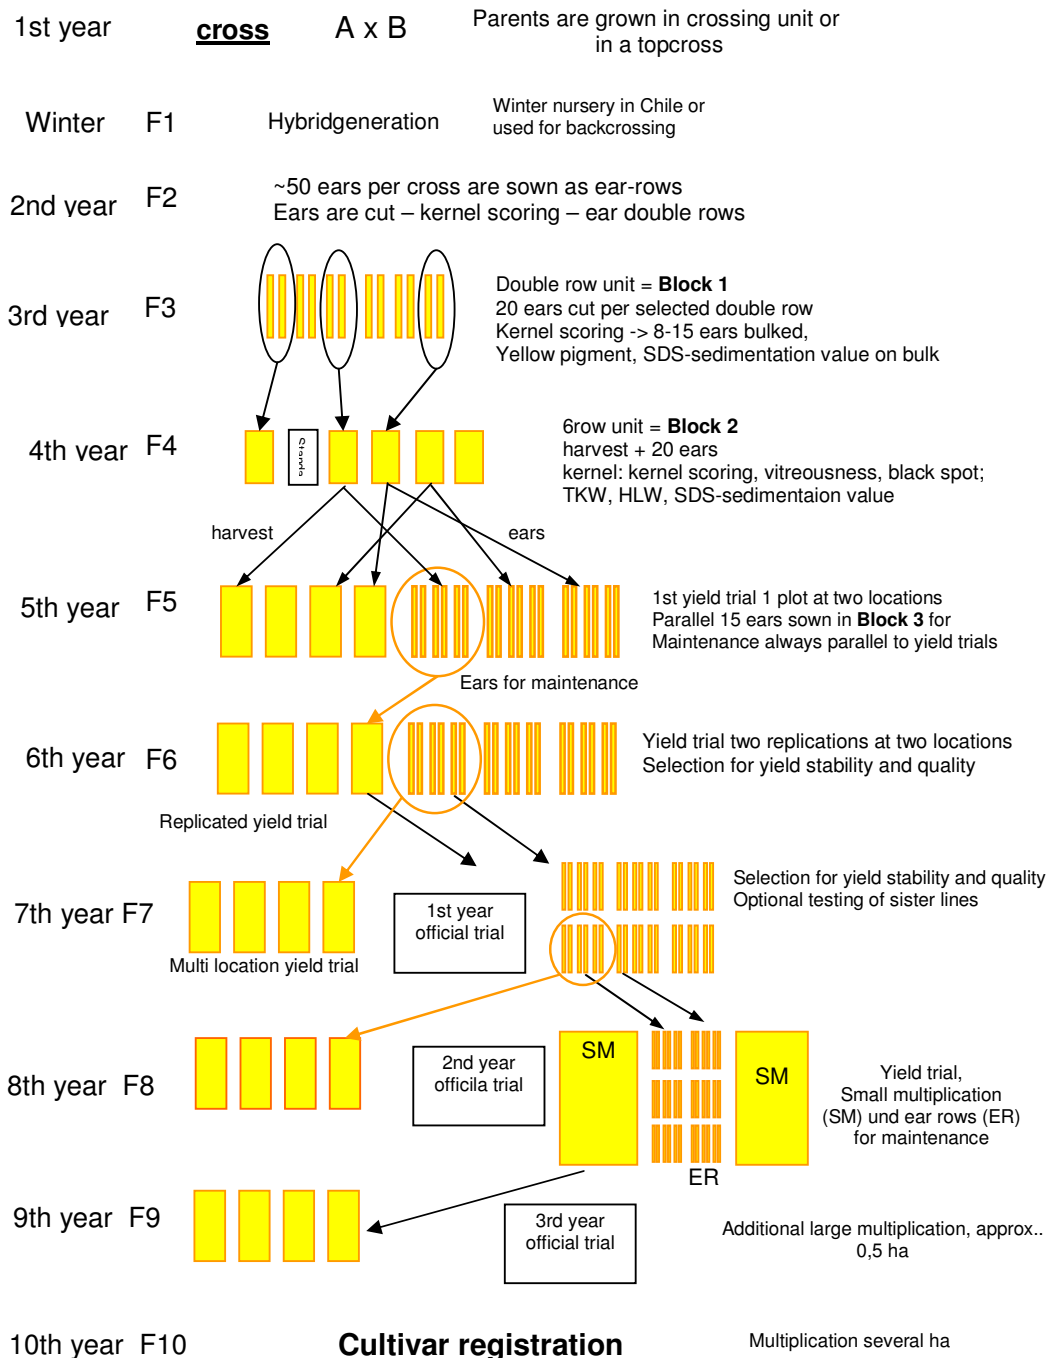 1st year cross A x B Parents are grown in crossing unit or
in a topcross
Winter F1 Hybridgeneration Winter nursery in Chile or
used for backcrossing
2nd year F2 ~50 ears per cross are sown as ear-rows
Ears are cut – kernel scoring – ear double rows
3rd year F3 Double row unit = Block 1
20 ears cut per selected double row
Kernel scoring -> 8-15 ears bulked,
Yellow pigment, SDS-sedimentation value on bulk
4th year F4 Standa 6row unit = Block 2
harvest + 20 ears
kernel: kernel scoring, vitreousness, black spot;
TKW, HLW, SDS-sedimentaion value
harvest ears
5th year F5 1st yield trial 1 plot at two locations
Parallel 15 ears sown in Block 3 for
Maintenance always parallel to yield trials
Ears for maintenance
6th year F6 Yield trial two replications at two locations
Selection for yield stability and quality
Replicated yield trial
7th year F7 1st year
official trial
Selection for yield stability and quality
Optional testing of sister lines
Multi location yield trial
8th year F8 2nd year
officila trial
SM
SM
ER
Yield trial,
Small multiplication
(SM) und ear rows (ER)
for maintenance
9th year F9 3rd year
official trial
Additional large multiplication, approx..
0,5 ha
10th year F10 Cultivar registration Multiplication several ha